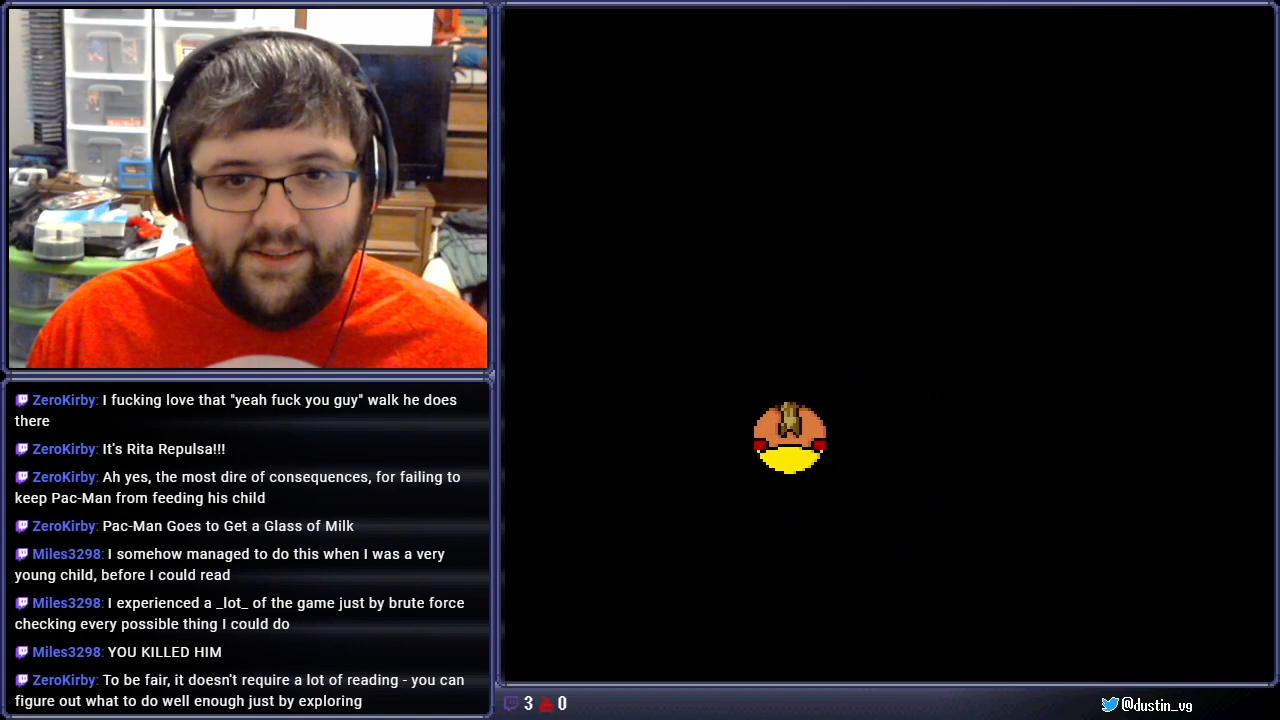 ZeroKirby: I fucking love that "yeah fuck you guy" walk he does
there
ZeroKirby: It's Rita Repulsa!!!
ZeroKirby: Ah yes, the most dire of consequences, for failing to
keep Pac-Man from feeding his child
ZeroKirby: Pac-Man Goes to Get a Glass of Milk
Miles3298: I somehow managed to do this when I was a very
young child, before I could read
Miles3298: I experienced a _lot_ of the game just by brute force
checking every possible thing I could do
Miles3298: YOU KILLED HIM
ZeroKirby: To be fair, it doesn't require a lot of reading - you can
figure out what to do well enough just by exploring
3 0
@dustin_vg